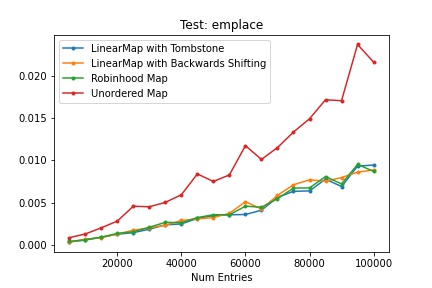 Test: emplace
LinearMap with Tombstone
LinearMap with Backwards Shifting
Robinhood Map
Unordered Map
0.020
0.015
0.010
0.005
0.000
20000 40000 60000 80000 100000
Num Entries